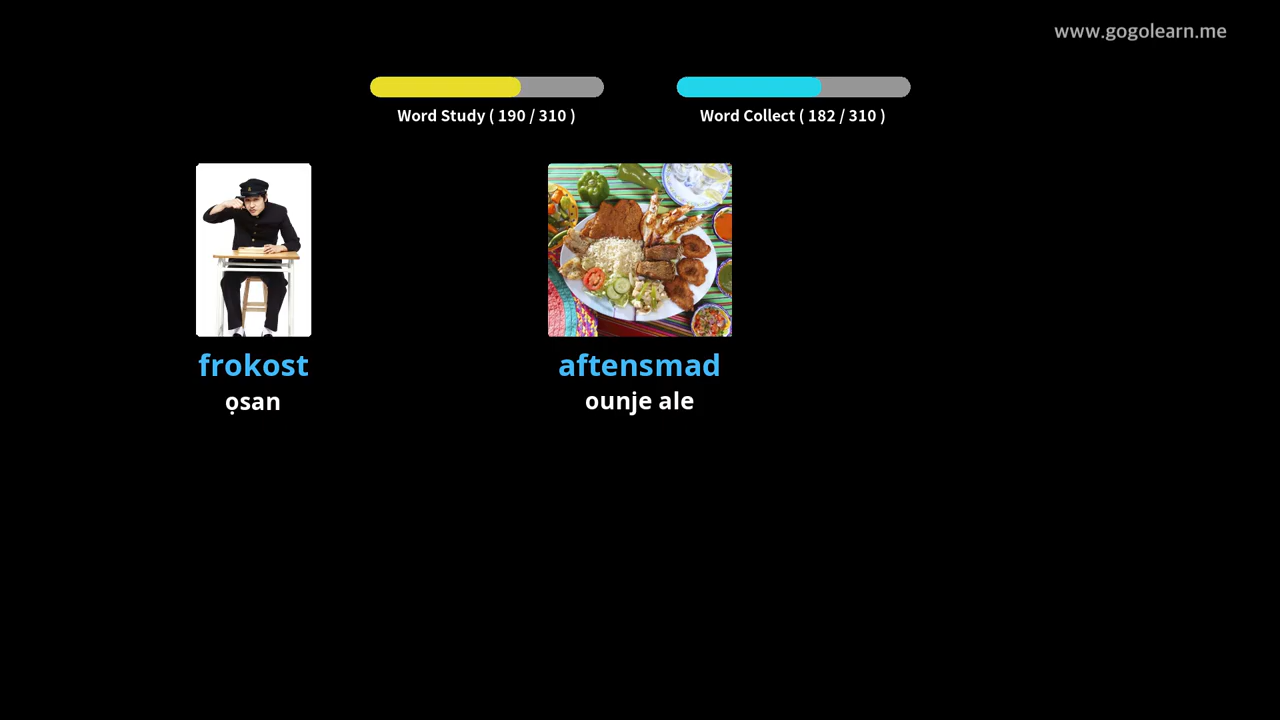 www.gogolearn.me
Word Study ( 190 / 310 )
Word Collect ( 182 / 310 )
frokost
ọsan
aftensmad
ounje ale